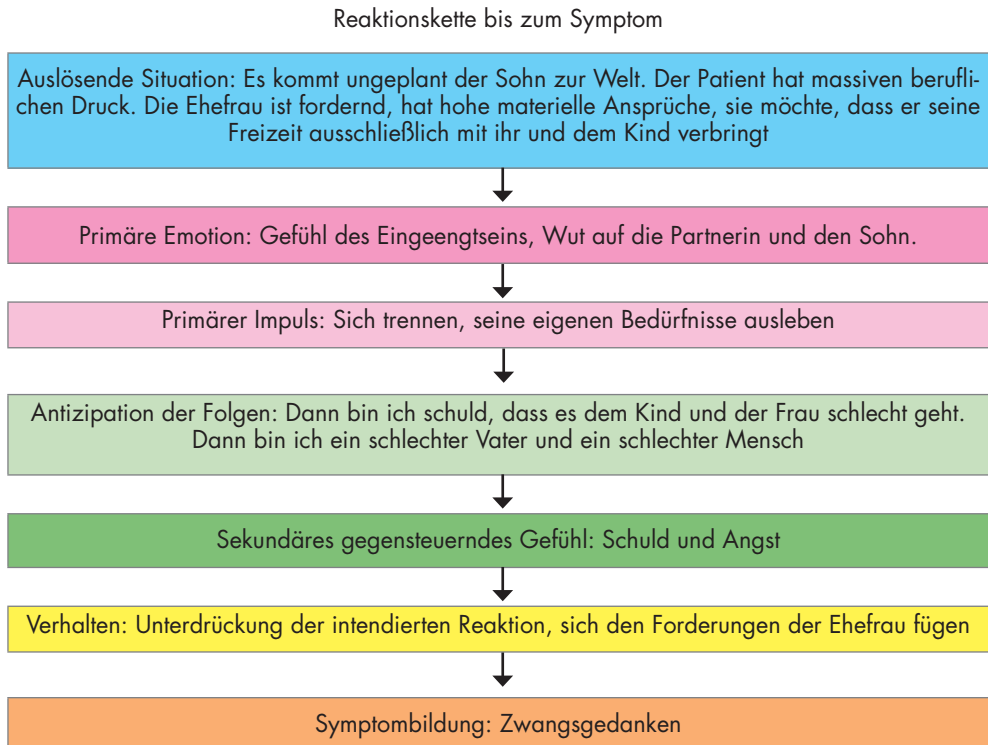 Reaktionskette bis zum Symptom
Auslösende Situation: Es kommt ungeplant der Sohn zur Welt. Der Patient hat massiven berufli-
chen Druck. Die Ehefrau ist fordernd, hat hohe materielle Ansprüche, sie möchte, dass er seine
Freizeit ausschließlich mit ihr und dem Kind verbringt
Primäre Emotion: Gefühl des Eingeengtseins, Wut auf die Partnerin und den Sohn.
Primärer Impuls: Sich trennen, seine eigenen Bedürfnisse ausleben
Antizipation der Folgen: Dann bin ich schuld, dass es dem Kind und der Frau schlecht geht.
Dann bin ich ein schlechter Vater und ein schlechter Mensch
Sekundäres gegensteuerndes Gefühl: Schuld und Angst
Verhalten: Unterdrückung der intendierten Reaktion, sich den Forderungen der Ehefrau fügen
Symptombildung: Zwangsgedanken